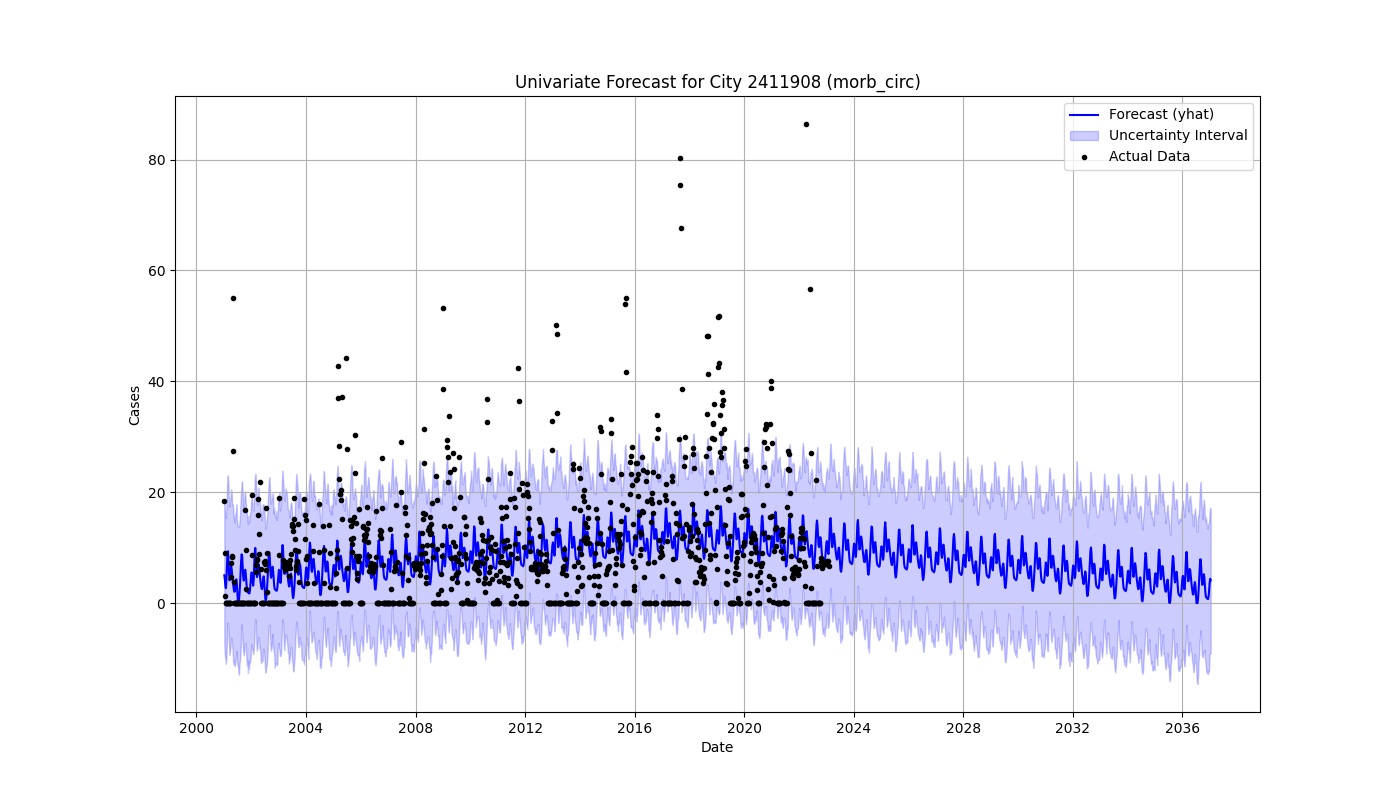 Univariate Forecast for City 2411908 (morb_circ)
Forecast (yhat)
Uncertainty Interval
Actual Data
Cases
80
60
40
20
0
2000 2004 2008 2012 2016 2020 2024 2028 2032 2036
Date